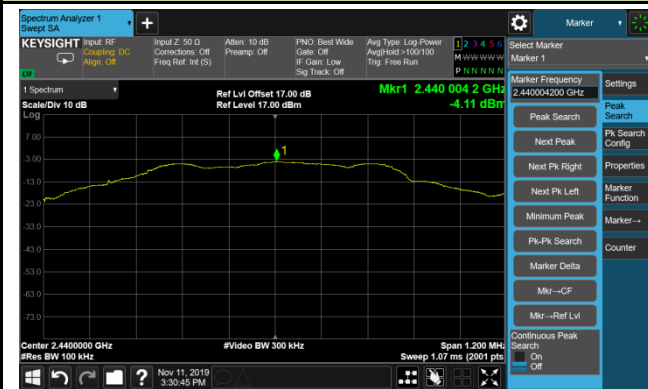 Spectrum Analyzer 1
Swept SA
Marker
KEYSIGHT
Input: RF
Coupling: DC
Align: Off
Input Z: 50 Ω
Corrections: Off
Freq Ref: Int (S)
Atten: 10 dB
Preamp: Off
PNO: Best Wide
Gate: Off
IF Gain: Low
Sig Track: Off
Avg Type: Log-Power
Avg|Hold:>100/100
Trig: Free Run
1 2 3 4 5 6
M W W W W W
P N N N N N
Select Marker
Marker 1
1 Spectrum
Scale/Div 10 dB
Log
Ref Lvl Offset 17.00 dB
Ref Level 17.00 dBm
Mkr1 2.440 004 2 GHz
-4.11 dBm
7.00
-3.00
-13.0
-23.0
-33.0
-43.0
-53.0
-63.0
-73.0
1
Center 2.4400000 GHz
#Res BW 100 kHz
#Video BW 300 kHz
Span 1.200 MHz
Sweep 1.07 ms (2001 pts)
Marker Frequency
2.440004200 GHz
Peak Search
Next Peak
Next Pk Right
Next Pk Left
Minimum Peak
Pk-Pk Search
Marker Delta
Mkr→CF
Mkr→Ref Lvl
Continuous Peak
Search
On
Off
Settings
Peak
Search
Pk Search
Config
Properties
Marker
Function
Marker→
Counter
Nov 11, 2019
3:30:45 PM